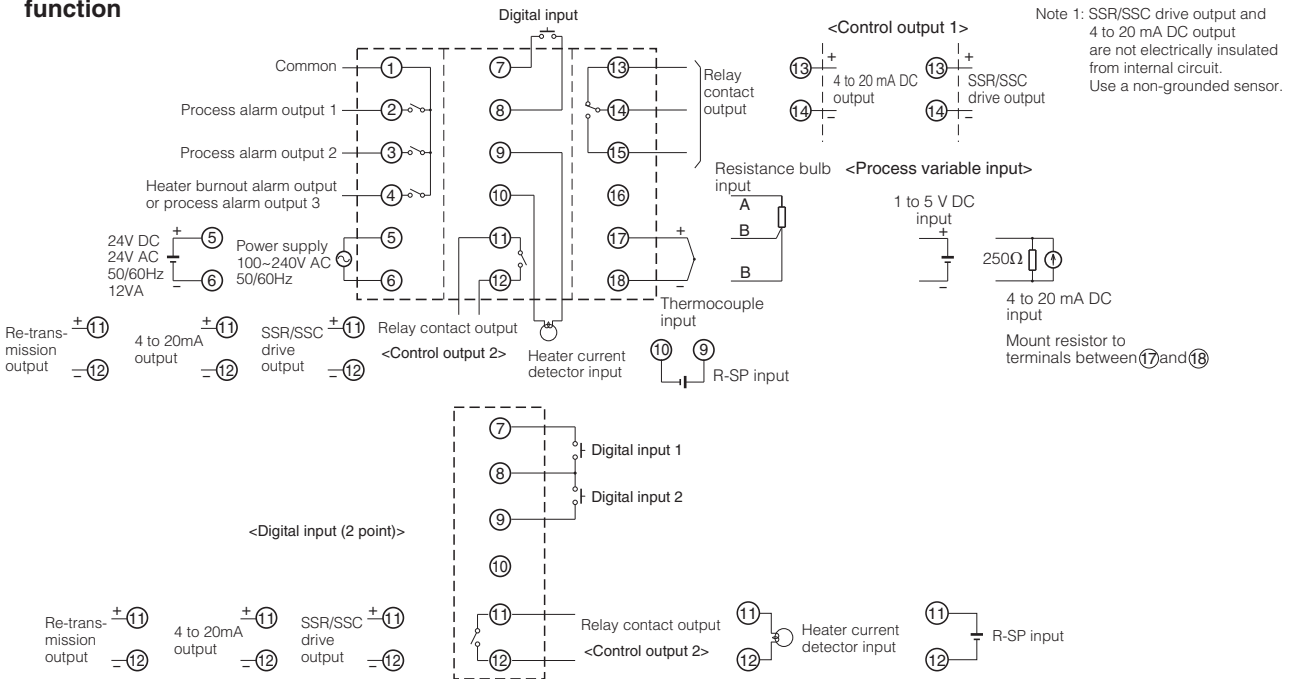 function
Digital input
<Control output 1>
Note 1: SSR/SSC drive output and
4 to 20 mA DC output
are not electrically insulated
from internal circuit.
Use a non-grounded sensor.
Common
1
7
13
Relay
contact
output
13
+
4 to 20 mA DC
output
13
+
SSR/SSC
drive output
Process alarm output 1
2
8
14
14
–
14
–
Process alarm output 2
3
9
15
Heater burnout alarm output
or process alarm output 3
4
10
16
Resistance bulb
input
A
B
B
<Process variable input>
1 to 5 V DC
input
+
–
250Ω
4 to 20 mA DC
input
Mount resistor to
terminals between 17 and 18
24V DC
24V AC
50/60Hz
12VA
+
5
–
6
Power supply
100~240V AC
50/60Hz
5
11
17
+
6
12
18
–
Thermocouple
input
Re-trans-
mission
output
+ 11
– 12
4 to 20mA
output
+ 11
– 12
SSR/SSC
drive
output
+ 11
– 12
Relay contact output
<Control output 2>
Heater current
detector input
10 9
R-SP input
7
Digital input 1
8
Digital input 2
9
<Digital input (2 point)>
10
Re-trans-
mission
output
+ 11
– 12
4 to 20mA
output
+ 11
– 12
SSR/SSC
drive
output
+ 11
– 12
11
12
Relay contact output
<Control output 2>
11
12
Heater current
detector input
11
12
R-SP input